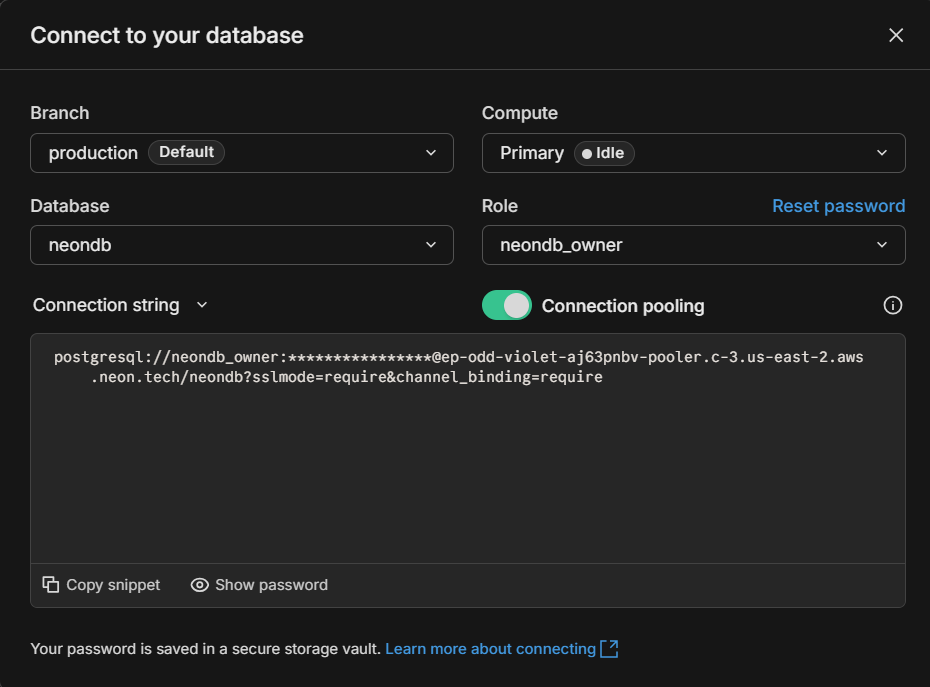 Connect to your database
Branch
Compute
production Default
Primary Idle
Database
Role
Reset password
neondb
neondb_owner
Connection string
Connection pooling
postgresql://neondb_owner:****************@ep-odd-violet-aj63pnbv-pooler.c-3.us-east-2.aws
.neon.tech/neondb?sslmode=require&channel_binding=require
Copy snippet
Show password
Your password is saved in a secure storage vault. Learn more about connecting